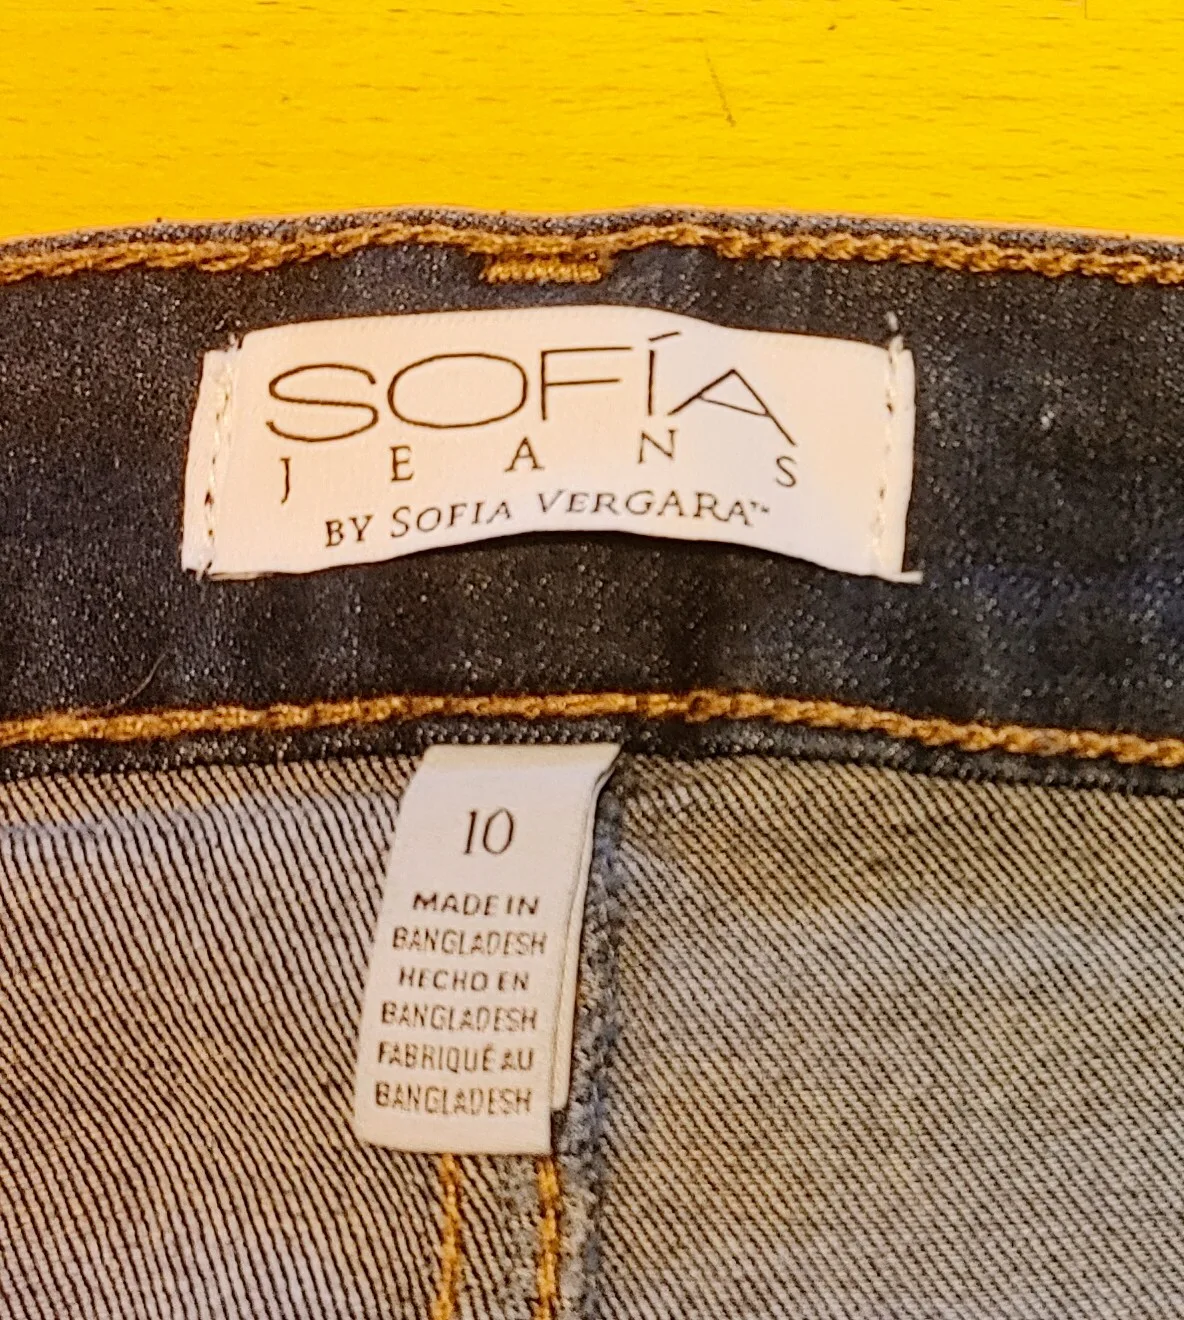 SOFÍA
JEANS
BY SOFIA VERGARA™
10
MADE IN
BANGLADESH
HECHO EN
BANGLADESH
FABRIQUÉ AU
BANGLADESH